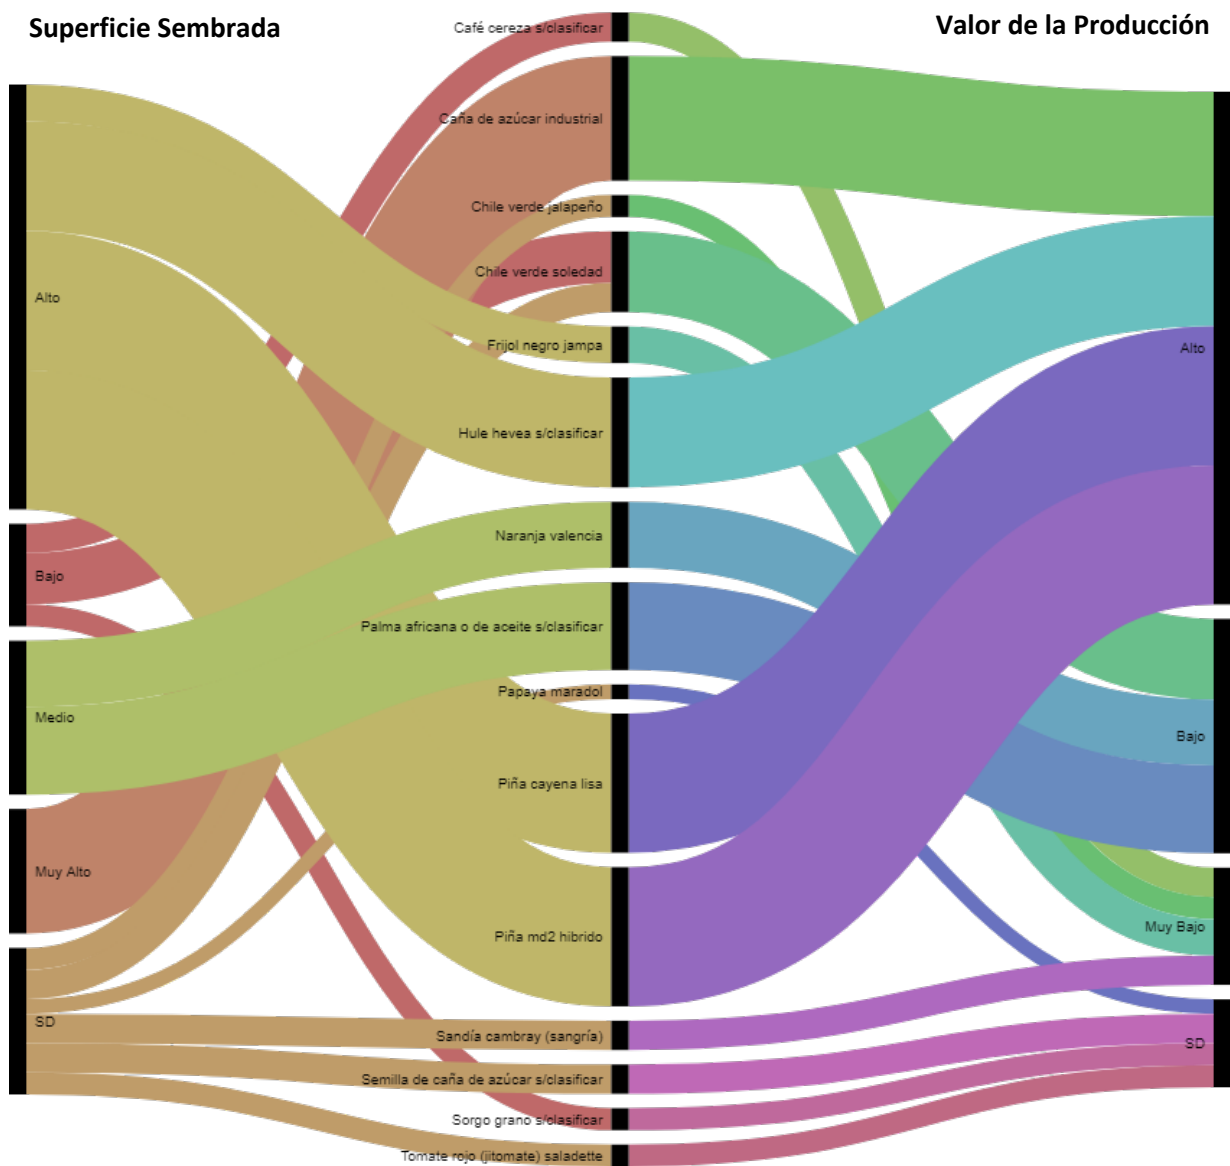 Superficie Sembrada
Valor de la Producción
Café cereza s/clasificar
Caña de azúcar industrial
Chile verde jalapeño
Chile verde soledad
Alto
Frijol negro jampa
Alto
Hule hevea s/clasificar
Naranja valencia
Bajo
Palma africana o de aceite s/clasificar
Papaya maradol
Medio
Bajo
Piña cayena lisa
Muy Alto
Piña md2 hibrido
Muy Bajo
SD
Sandía cambray (sangría)
SD
Semilla de caña de azúcar s/clasificar
Sorgo grano s/clasificar
Tomate rojo (jitomate) saladette